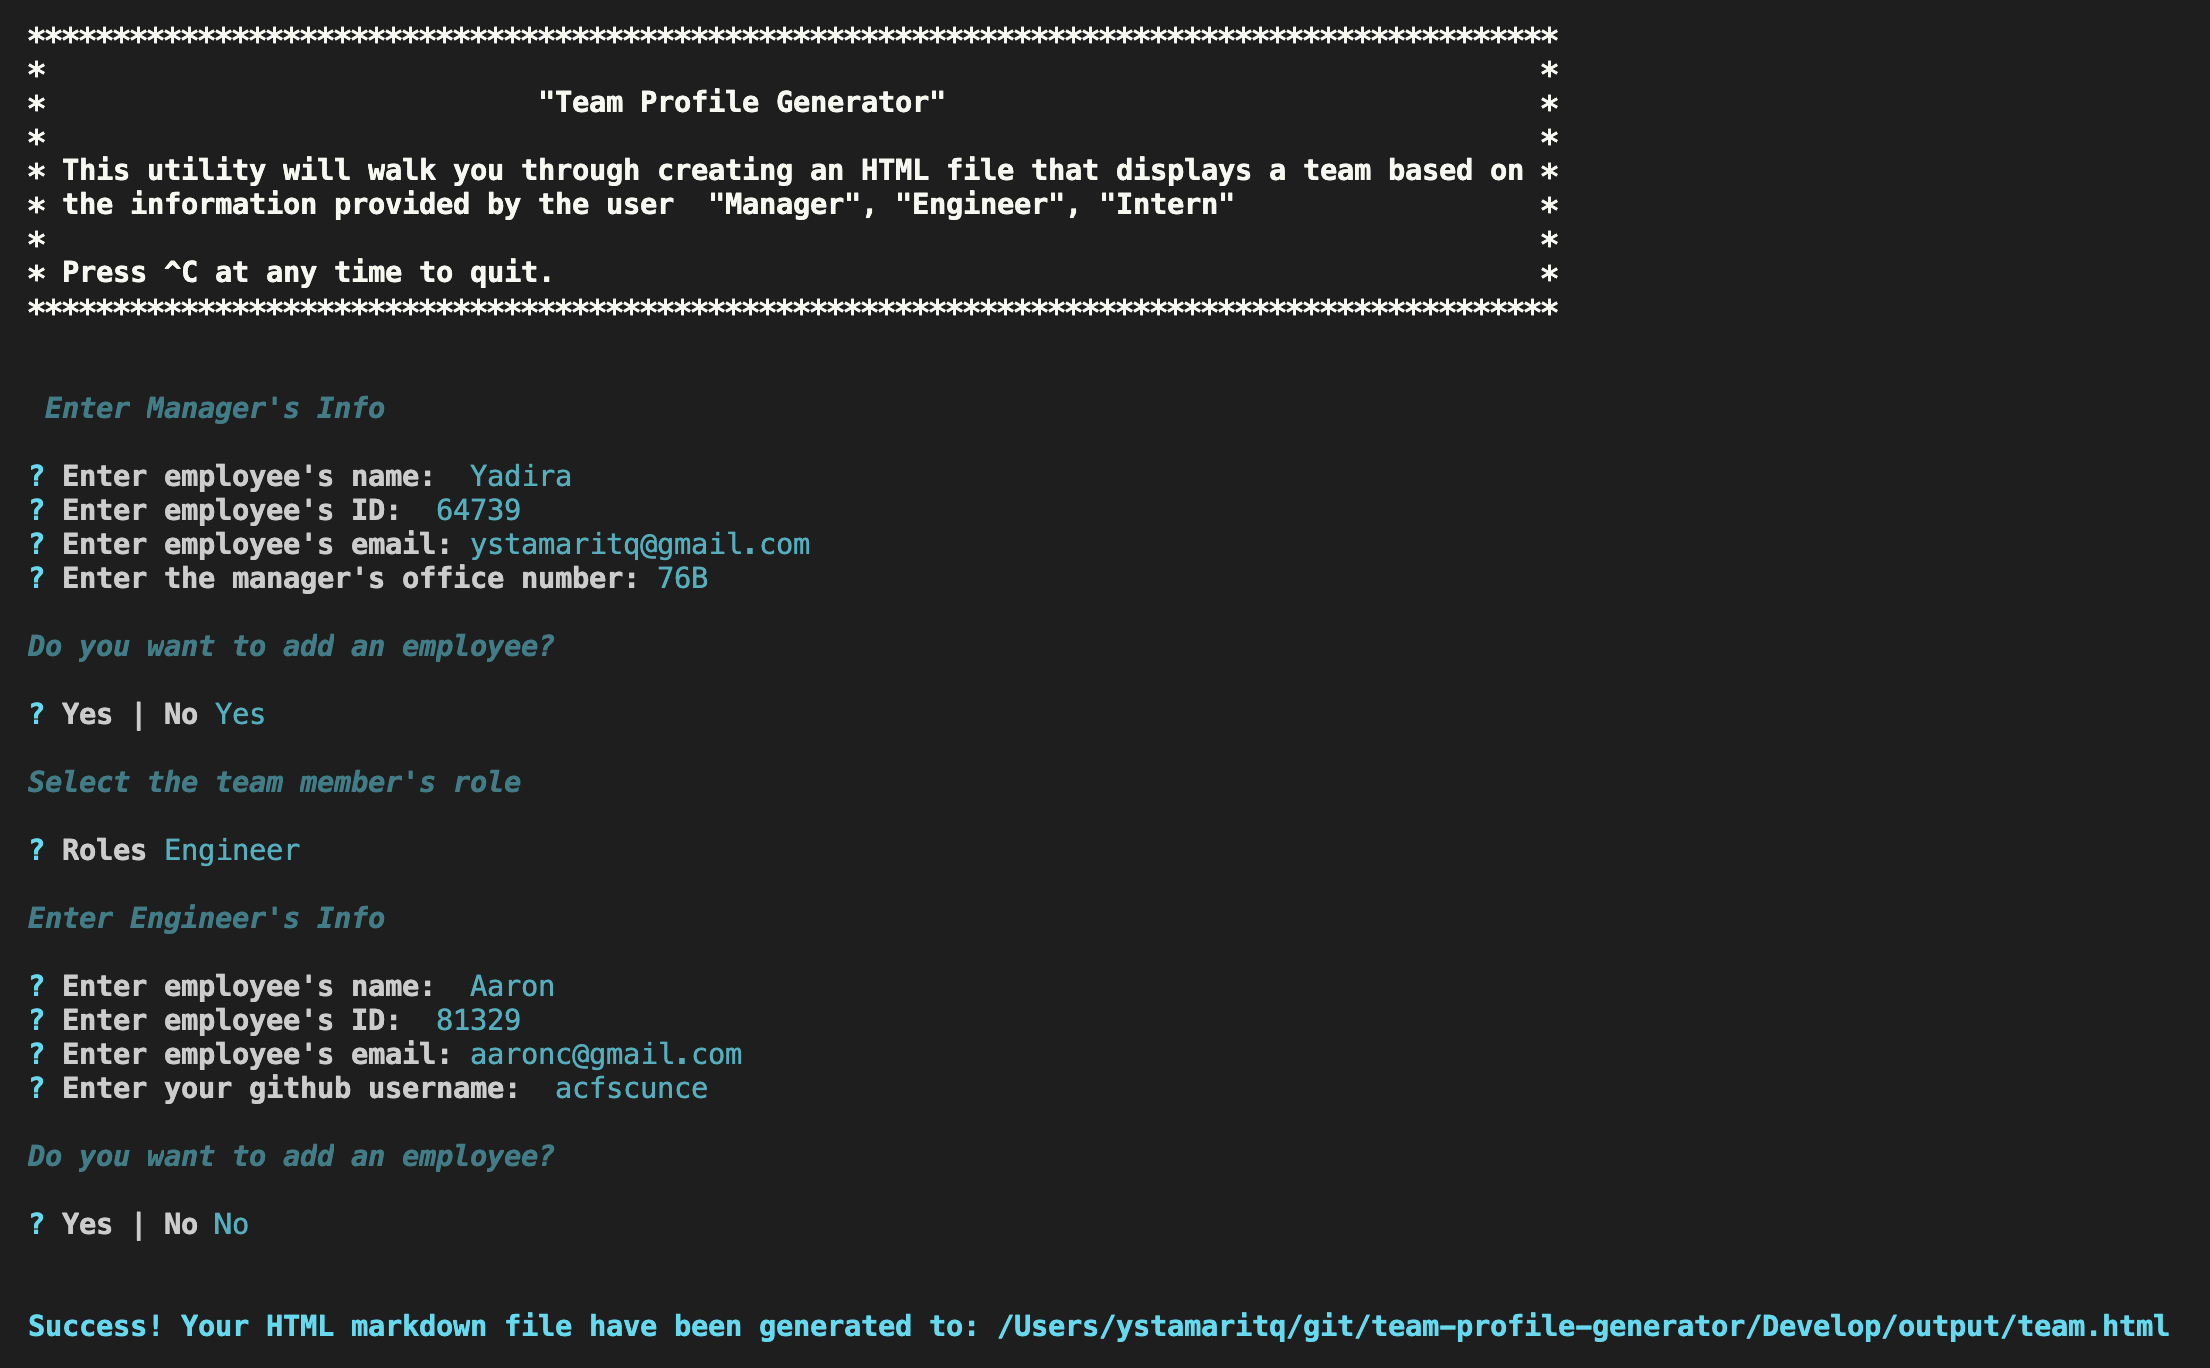 ******************************************************************************************
*                                                                                        *
*                             "Team Profile Generator"                                   *
*                                                                                        *
* This utility will walk you through creating an HTML file that displays a team based on *
* the information provided by the user  "Manager", "Engineer", "Intern"                  *
*                                                                                        *
* Press ^C at any time to quit.                                                          *
******************************************************************************************
Enter Manager's Info
? Enter employee's name:  Yadira
? Enter employee's ID:  64739
? Enter employee's email: ystamaritq@gmail.com
? Enter the manager's office number: 76B
Do you want to add an employee?
? Yes | No Yes
Select the team member's role
? Roles Engineer
Enter Engineer's Info
? Enter employee's name:  Aaron
? Enter employee's ID:  81329
? Enter employee's email: aaronc@gmail.com
? Enter your github username:  acfscunce
Do you want to add an employee?
? Yes | No No
Success! Your HTML markdown file have been generated to: /Users/ystamaritq/git/team-profile-generator/Develop/output/team.html